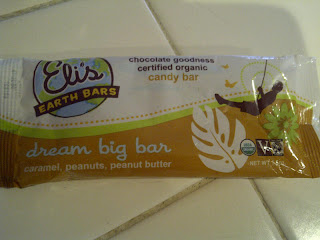 Eli's
EARTH BARS
chocolate goodness
certified organic
candy bar
dream big bar
caramel, peanuts, peanut butter